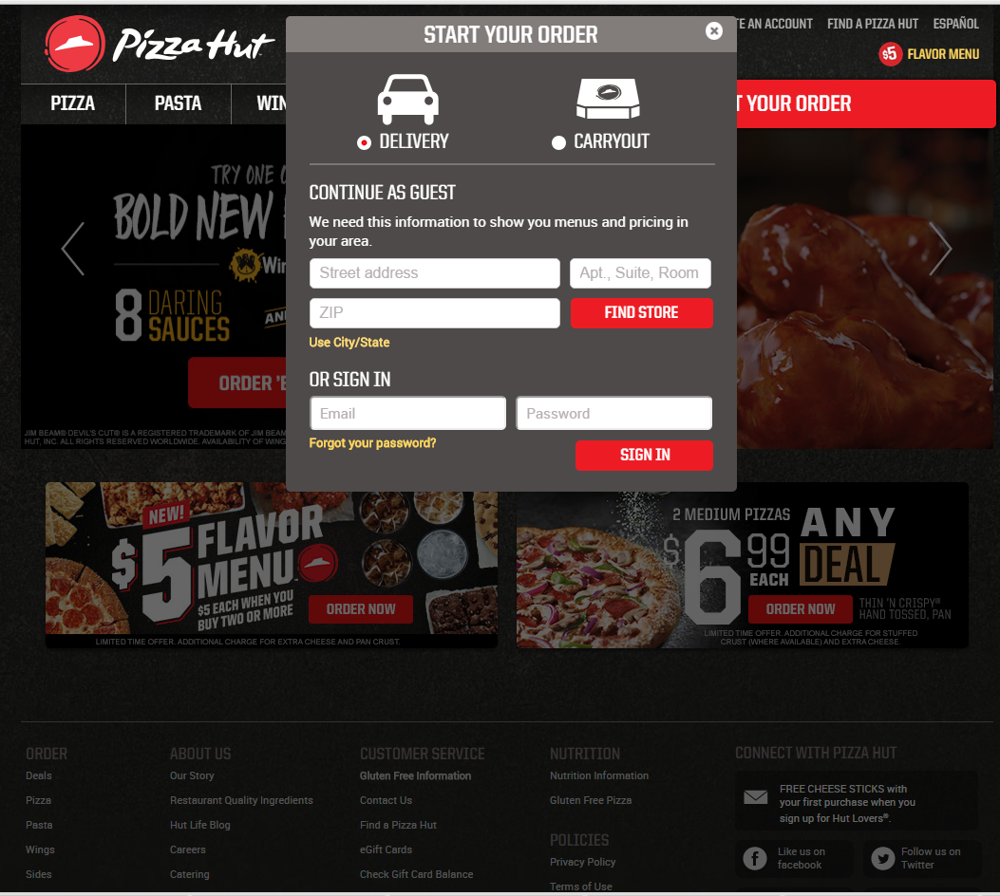 Pizza Hut
START YOUR ORDER
TE AN ACCOUNT
FIND A PIZZA HUT
ESPAÑOL
$5 FLAVOR MENU
PIZZA
PASTA
WIN
T YOUR ORDER
DELIVERY
CARRYOUT
CONTINUE AS GUEST
We need this information to show you menus and pricing in
your area.
Street address
Apt., Suite, Room
ZIP
FIND STORE
Use City/State
OR SIGN IN
Email
Password
Forgot your password?
SIGN IN
TRY ONE
BOLD NEW
Win
8 DARING
SAUCES
AN
ORDER 'E
JIM BEAM® DEVIL'S CUT® IS A REGISTERED TRADEMARK OF JIM BEAM
HUT, INC. ALL RIGHTS RESERVED WORLDWIDE. AVAILABILITY OF WING
NEW!
$5 FLAVOR
MENU
$5 EACH WHEN YOU
BUY TWO OR MORE
ORDER NOW
LIMITED TIME OFFER. ADDITIONAL CHARGE FOR EXTRA CHEESE AND PAN CRUST.
2 MEDIUM PIZZAS
$6 99
EACH
ANY
DEAL
ORDER NOW
THIN 'N CRISPY®
HAND TOSSED, PAN
LIMITED TIME OFFER. ADDITIONAL CHARGE FOR STUFFED
CRUST (WHERE AVAILABLE) AND EXTRA CHEESE.
ORDER
Deals
Pizza
Pasta
Wings
Sides
ABOUT US
Our Story
Restaurant Quality Ingredients
Hut Life Blog
Careers
Catering
CUSTOMER SERVICE
Gluten Free Information
Contact Us
Find a Pizza Hut
eGift Cards
Check Gift Card Balance
NUTRITION
Nutrition Information
Gluten Free Pizza
POLICIES
Privacy Policy
Terms of Use
CONNECT WITH PIZZA HUT
FREE CHEESE STICKS with
your first purchase when you
sign up for Hut Lovers®.
Like us on
facebook
Follow us on
Twitter